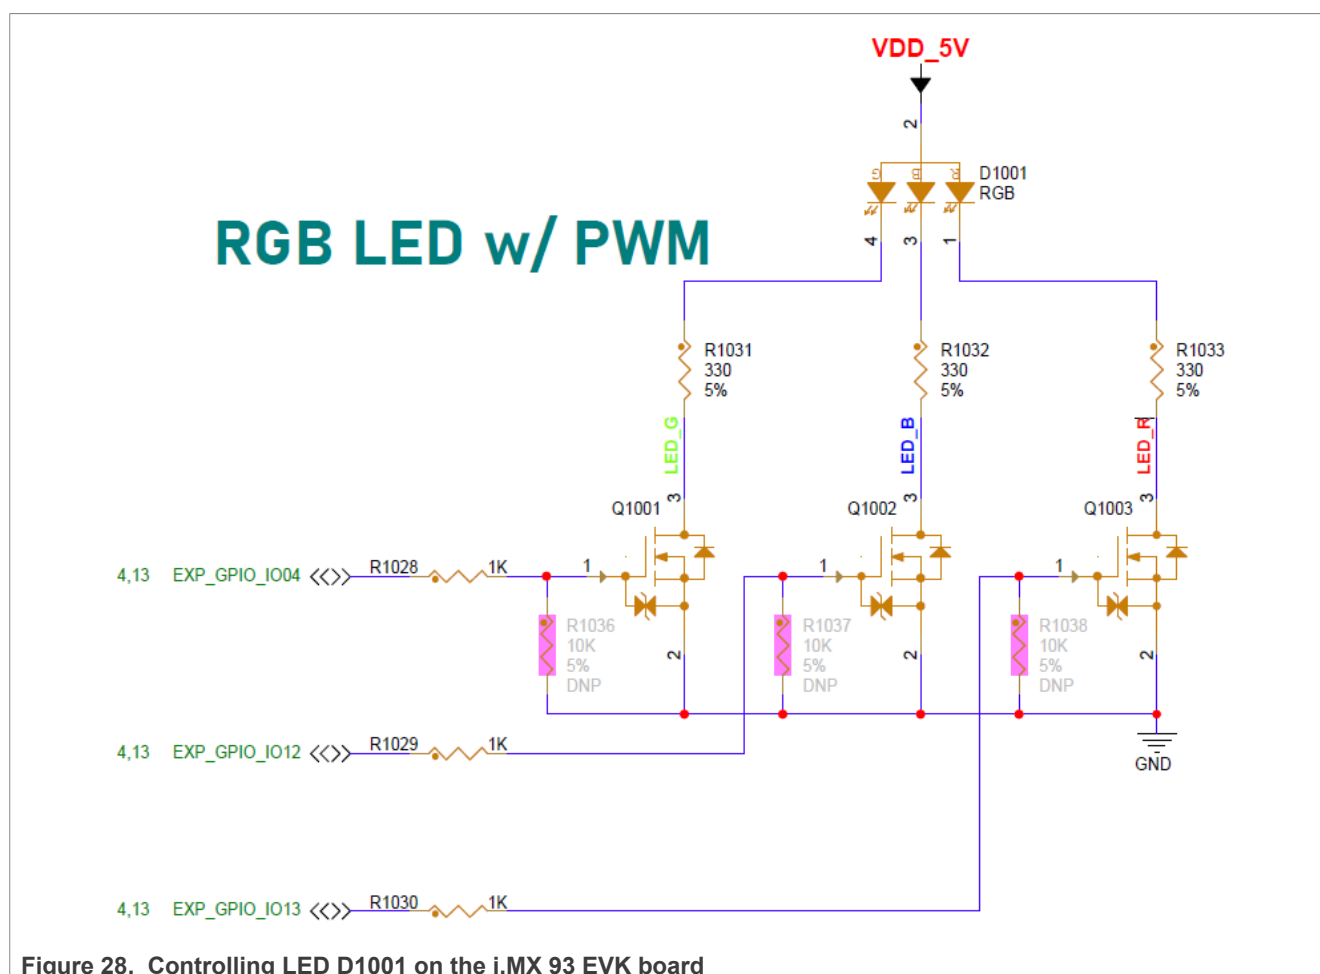 VDD_5V
2
G B R
D1001
RGB
RGB LED w/ PWM
4 3 1
R1031
330
5%
R1032
330
5%
R1033
330
5%
LED_G
LED_B
LED_R
3
3
3
Q1001
Q1002
Q1003
4,13 EXP_GPIO_IO04
R1028
1K
1
1
1
R1036
10K
5%
DNP
R1037
10K
5%
DNP
R1038
10K
5%
DNP
2
2
2
4,13 EXP_GPIO_IO12
R1029
1K
GND
4,13 EXP_GPIO_IO13
R1030
1K
Figure 28. Controlling LED D1001 on the i.MX 93 EVK board